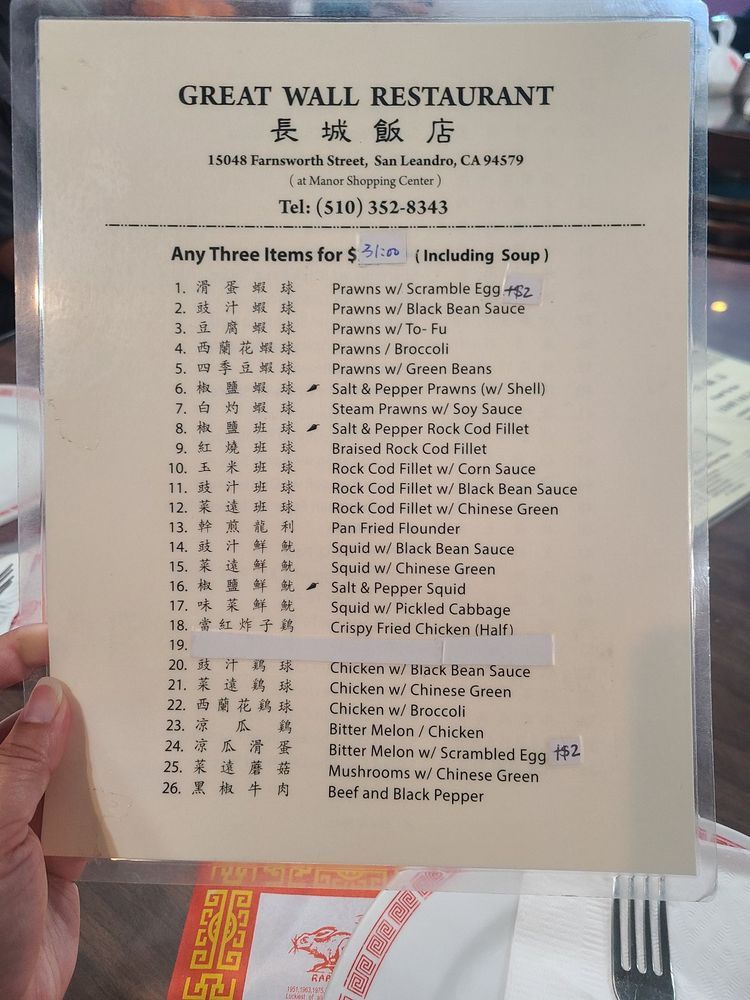 GREAT WALL RESTAURANT
長城飯店
15048 Farnsworth Street, San Leandro, CA 94579
( at Manor Shopping Center )
Tel: (510) 352-8343
Any Three Items for $ 31.00 ( Including Soup )
1. 滑蛋蝦球 Prawns w/ Scramble Egg +$2
2. 豉汁蝦球 Prawns w/ Black Bean Sauce
3. 豆腐蝦球 Prawns w/ To- Fu
4. 西蘭花蝦球 Prawns / Broccoli
5. 四季豆蝦球 Prawns w/ Green Beans
6. 椒鹽蝦球 Salt & Pepper Prawns (w/ Shell)
7. 白灼蝦球 Steam Prawns w/ Soy Sauce
8. 椒鹽班球 Salt & Pepper Rock Cod Fillet
9. 紅燒班球 Braised Rock Cod Fillet
10. 玉米班球 Rock Cod Fillet w/ Corn Sauce
11. 豉汁班球 Rock Cod Fillet w/ Black Bean Sauce
12. 菜遠班球 Rock Cod Fillet w/ Chinese Green
13. 幹煎龍利 Pan Fried Flounder
14. 豉汁鮮魷 Squid w/ Black Bean Sauce
15. 菜遠鮮魷 Squid w/ Chinese Green
16. 椒鹽鮮魷 Salt & Pepper Squid
17. 味菜鮮魷 Squid w/ Pickled Cabbage
18. 當紅炸子鷄 Crispy Fried Chicken (Half)
19.
20. 豉汁鷄球 Chicken w/ Black Bean Sauce
21. 菜遠鷄球 Chicken w/ Chinese Green
22. 西蘭花鷄球 Chicken w/ Broccoli
23. 凉瓜鷄 Bitter Melon / Chicken
24. 凉瓜滑蛋 Bitter Melon w/ Scrambled Egg +$2
25. 菜遠蘑菇 Mushrooms w/ Chinese Green
26. 黑椒牛肉 Beef and Black Pepper